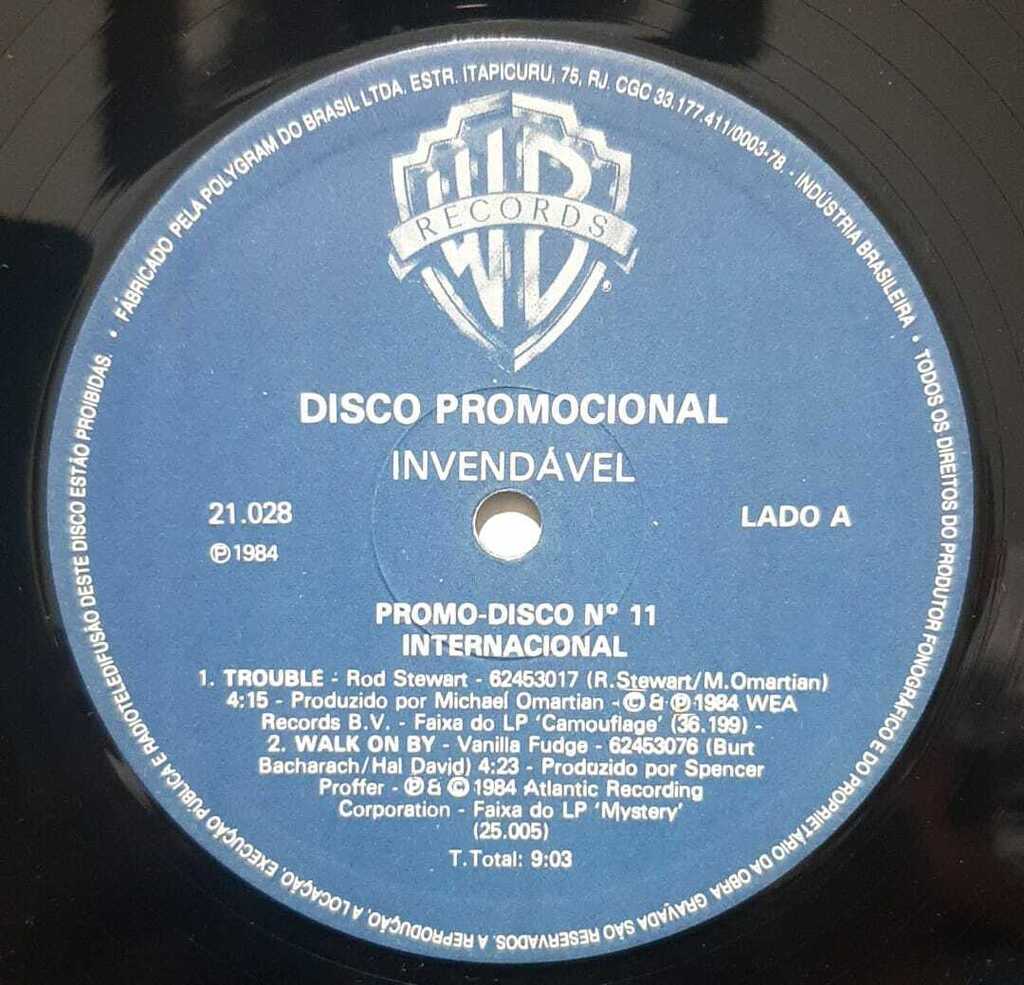 • FABRICADO PELA POLYGRAM DO BRASIL LTDA. ESTR. ITAPICURU, 75, RJ. CGC 33.177.411/0003-78. - INDÚSTRIA BRASILEIRA • TODOS OS DIREITOS DO PRODUTOR FONOGRÁFICO E DO PROPRIETÁRIO DA OBRA GRAVADA SÃO RESERVADOS. A REPRODUÇÃO, A LOCAÇÃO, EXECUÇÃO PÚBLICA E RADIOTELEDIFUSÃO DESTE DISCO ESTÃO PROIBIDAS.
WB
RECORDS
®
DISCO PROMOCIONAL
INVENDÁVEL
21.028
LADO A
℗1984
PROMO-DISCO Nº 11
INTERNACIONAL
1. TROUBLE - Rod Stewart - 62453017 (R.Stewart/M.Omartian)
4:15 - Produzido por Michael Omartian - © & ℗ 1984 WEA
Records B.V. - Faixa do LP 'Camouflage' (36.199) -
2. WALK ON BY - Vanilla Fudge - 62453076 (Burt
Bacharach/Hal David) 4:23 - Produzido por Spencer
Proffer - ℗ & © 1984 Atlantic Recording
Corporation - Faixa do LP 'Mystery'
(25.005)
T.Total: 9:03